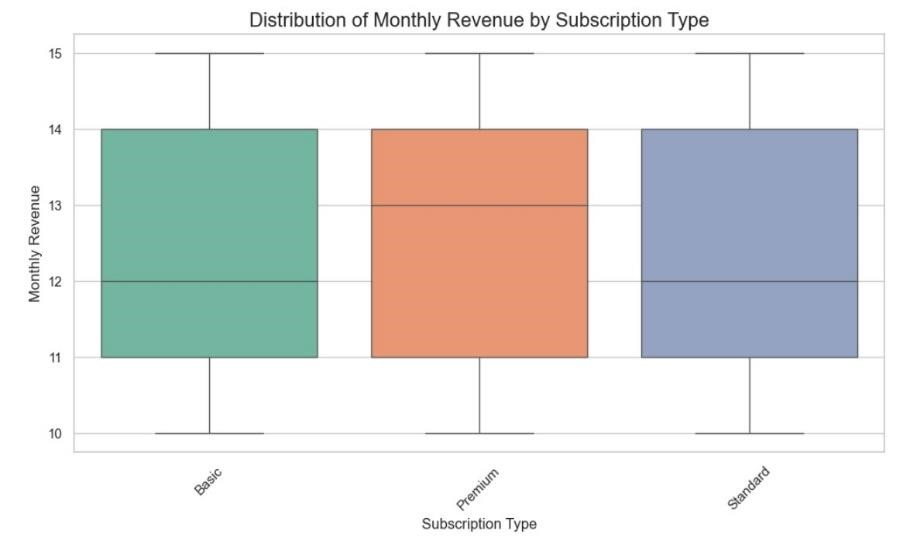 Distribution of Monthly Revenue by Subscription Type
Monthly Revenue
15
14
13
12
11
10
Basic
Premium
Standard
Subscription Type